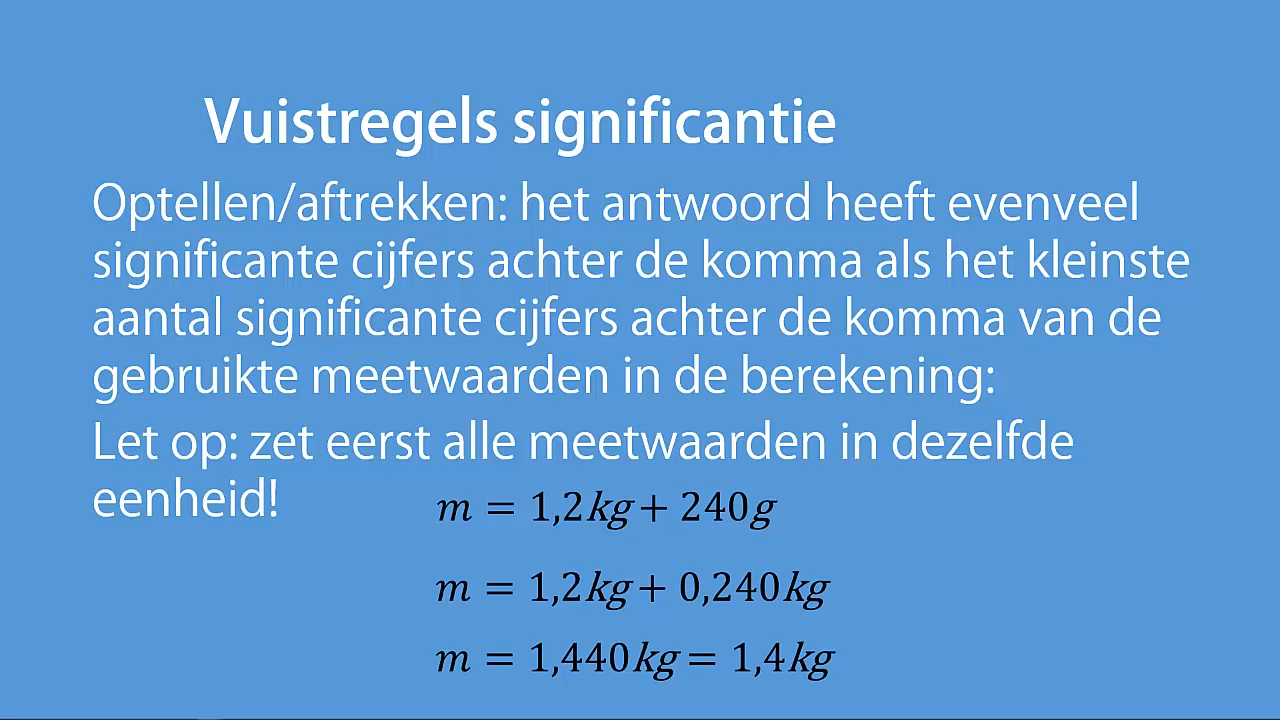 Vuistregels significantie
Optellen/aftrekken: het antwoord heeft evenveel
significante cijfers achter de komma als het kleinste
aantal significante cijfers achter de komma van de
gebruikte meetwaarden in de berekening:
Let op: zet eerst alle meetwaarden in dezelfde
eenheid!
m = 1,2kg + 240g
m = 1,2kg + 0,240kg
m = 1,440kg = 1,4kg